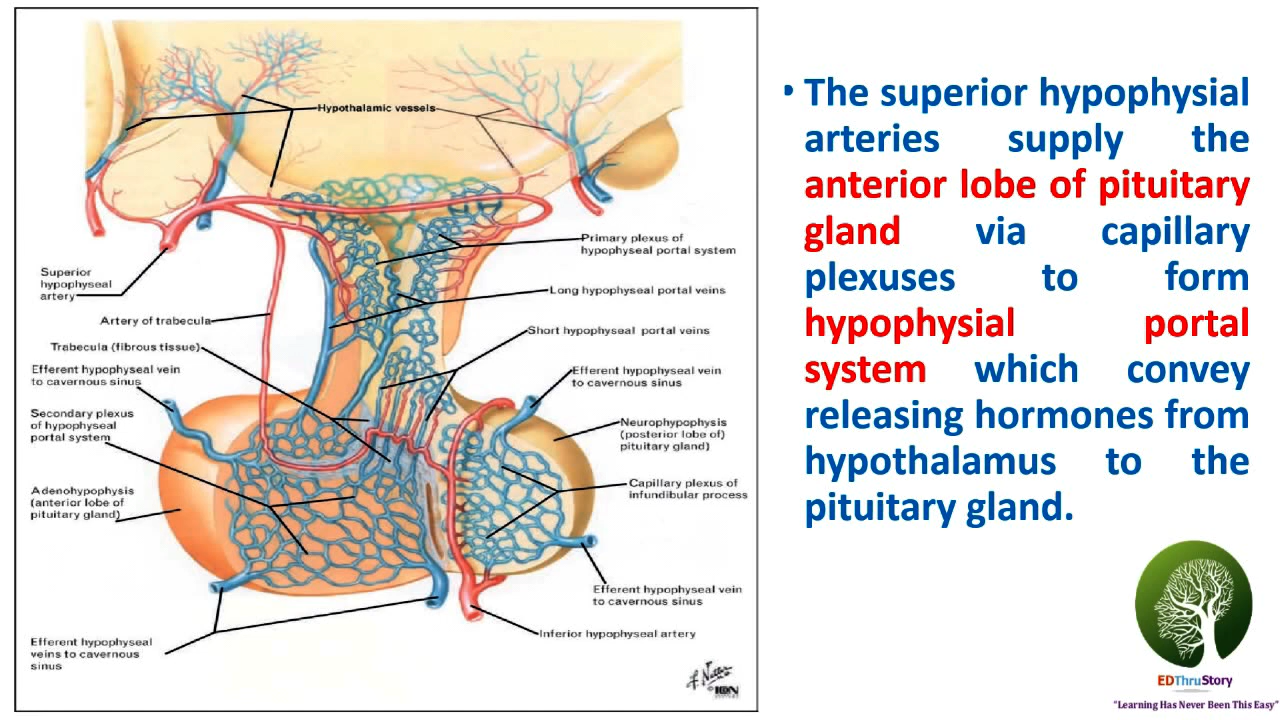 Hypothalamic vessels
Primary plexus of
hypophyseal portal system
Superior
hypophyseal
artery
Long hypophyseal portal veins
Artery of trabecula
Short hypophyseal portal veins
Trabecula (fibrous tissue)
Efferent hypophyseal vein
to cavernous sinus
Efferent hypophyseal vein
to cavernous sinus
Secondary plexus
of hypophyseal
portal system
Neurophypophysis
(posterior lobe of)
pituitary gland)
Adenohypophysis
(anterior lobe of
pituitary gland)
Capillary plexus of
infundibular process
Efferent hypophyseal vein
to cavernous sinus
Inferior hypophyseal artery
Efferent hypophyseal
veins to cavernous
sinus
F. Netter
©ICON
• The superior hypophysial
arteries supply the
anterior lobe of pituitary
gland via capillary
plexuses to form
hypophysial portal
system which convey
releasing hormones from
hypothalamus to the
pituitary gland.
EDThruStory
"Learning Has Never Been This Easy"